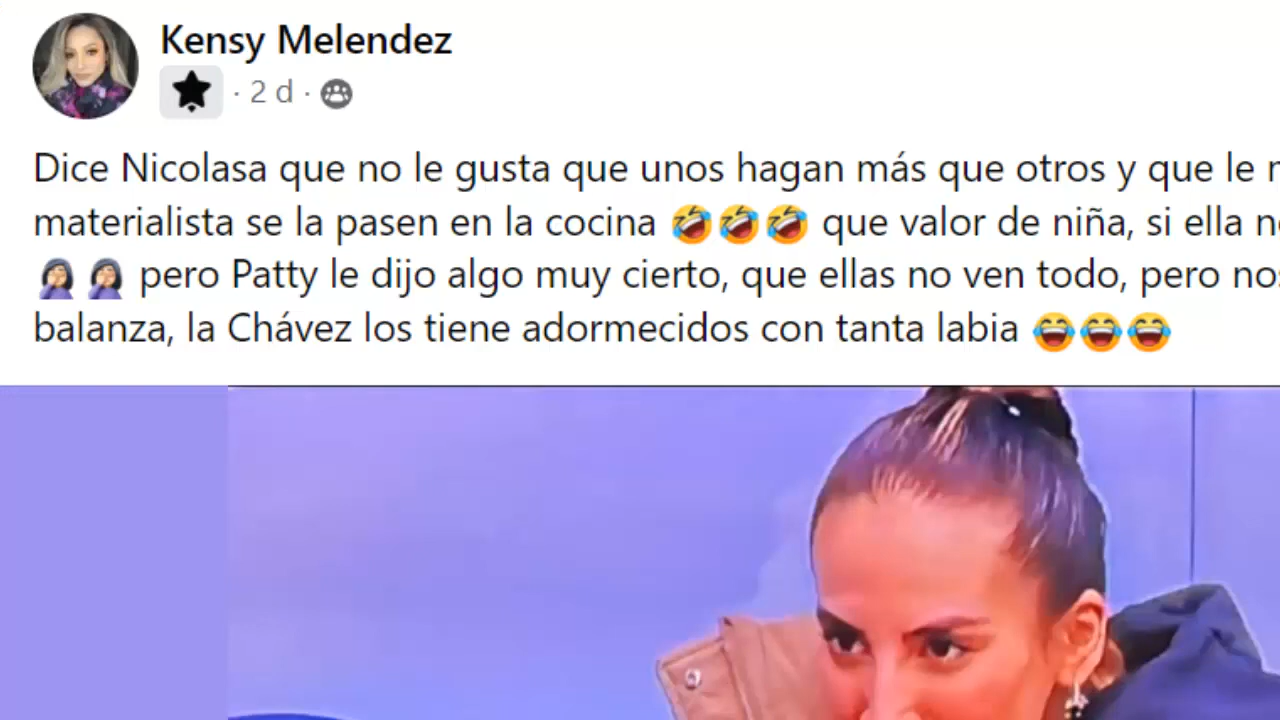 Kensy Melendez
· 2 d ·
Dice Nicolasa que no le gusta que unos hagan más que otros y que le
materialista se la pasen en la cocina 🤣🤣🤣 que valor de niña, si ella
🤦🏻‍♀️🤦🏻‍♀️ pero Patty le dijo algo muy cierto, que ellas no ven todo, pero
balanza, la Chávez los tiene adormecidos con tanta labia 😂😂😂